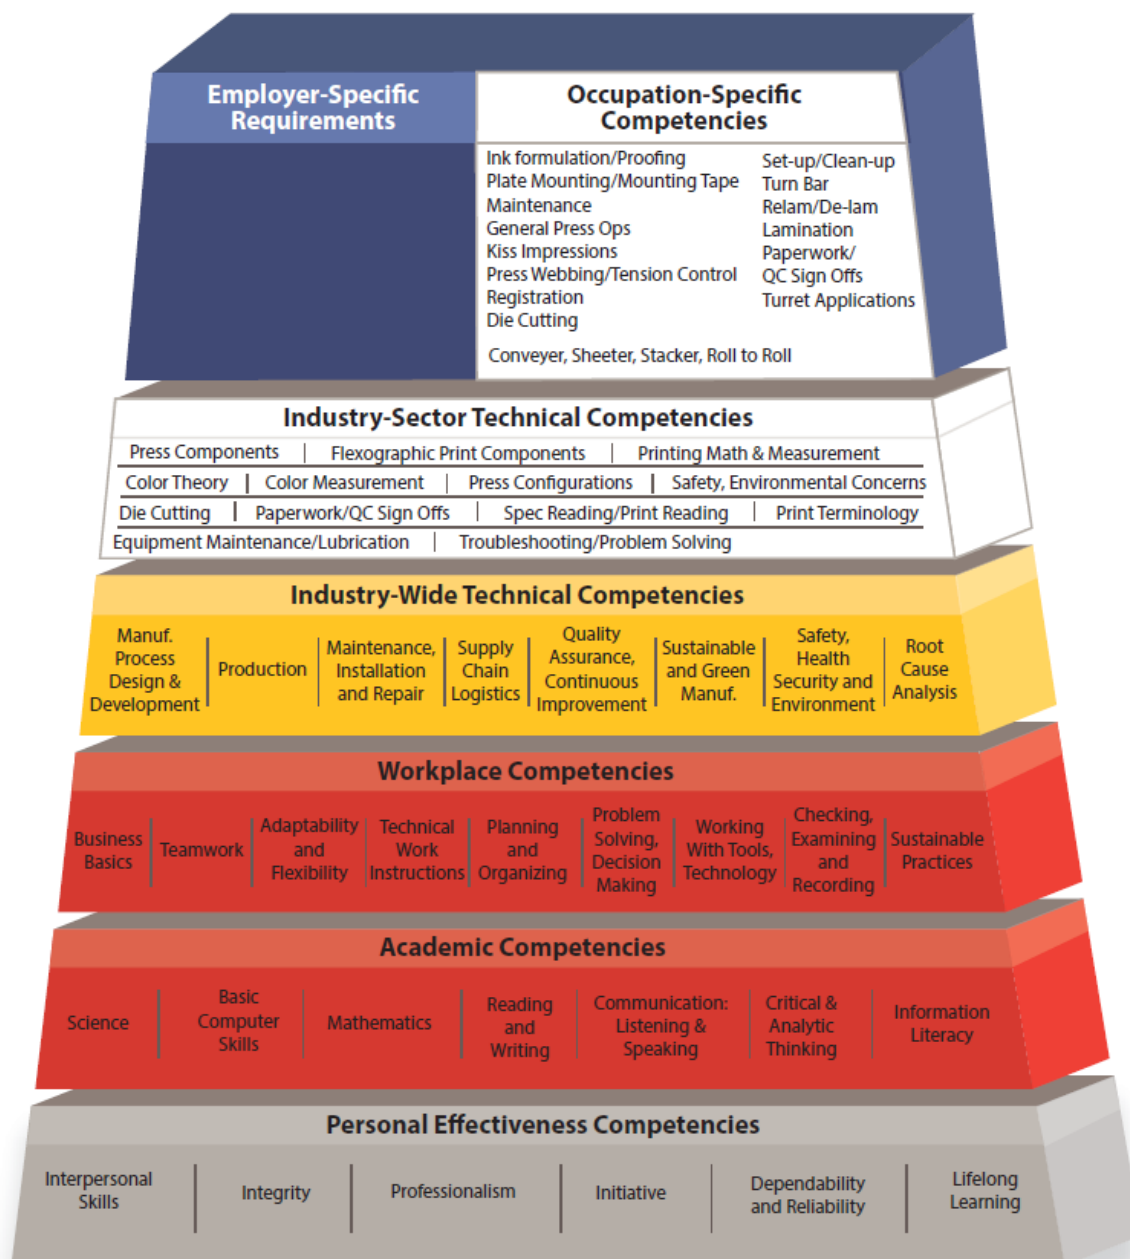 Employer-Specific
Requirements
Occupation-Specific
Competencies
Ink formulation/Proofing
Plate Mounting/Mounting Tape
Maintenance
General Press Ops
Kiss Impressions
Press Webbing/Tension Control
Registration
Die Cutting
Set-up/Clean-up
Turn Bar
Relam/De-lam
Lamination
Paperwork/
QC Sign Offs
Turret Applications
Conveyer, Sheeter, Stacker, Roll to Roll
Industry-Sector Technical Competencies
Press Components | Flexographic Print Components | Printing Math & Measurement
Color Theory | Color Measurement | Press Configurations | Safety, Environmental Concerns
Die Cutting | Paperwork/QC Sign Offs | Spec Reading/Print Reading | Print Terminology
Equipment Maintenance/Lubrication | Troubleshooting/Problem Solving
Industry-Wide Technical Competencies
Manuf.
Process
Design &
Development
Production
Maintenance,
Installation
and Repair
Supply
Chain
Logistics
Quality
Assurance,
Continuous
Improvement
Sustainable
and Green
Manuf.
Safety,
Health
Security and
Environment
Root
Cause
Analysis
Workplace Competencies
Business
Basics
Teamwork
Adaptability
and
Flexibility
Technical
Work
Instructions
Planning
and
Organizing
Problem
Solving,
Decision
Making
Working
With Tools,
Technology
Checking,
Examining
and
Recording
Sustainable
Practices
Academic Competencies
Science
Basic
Computer
Skills
Mathematics
Reading
and
Writing
Communication:
Listening &
Speaking
Critical &
Analytic
Thinking
Information
Literacy
Personal Effectiveness Competencies
Interpersonal
Skills
Integrity
Professionalism
Initiative
Dependability
and Reliability
Lifelong
Learning